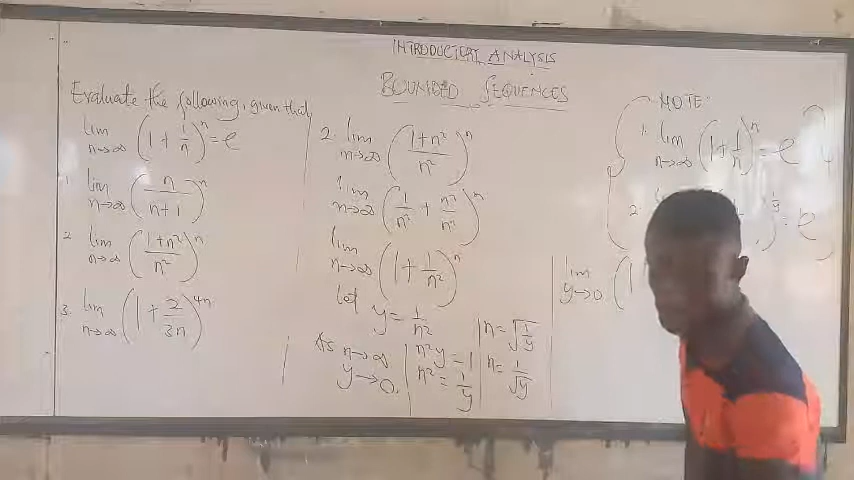 INTRODUCTORY ANALYSIS
BOUNDED SEQUENCES
Evaluate the following, given that
lim n→∞ (1 + 1/n)^n = e
1. lim n→∞ (n/(n+1))^n
2. lim n→∞ ((1+n²)/n²)^n
3. lim n→∞ (1 + 2/3n)^4n
2. lim n→∞ ((1+n²)/n²)^n
lim n→∞ (1/n² + n²/n²)^n
lim n→∞ (1 + 1/n²)^n
let y = 1/n²
As n→∞
y→0.
n²y = 1
n² = 1/y
n = √(1/y)
n = 1/√y
NOTE:
1. lim n→∞ (1 + 1/n)^n = e
2. )^1/y = e
lim y→0 (1